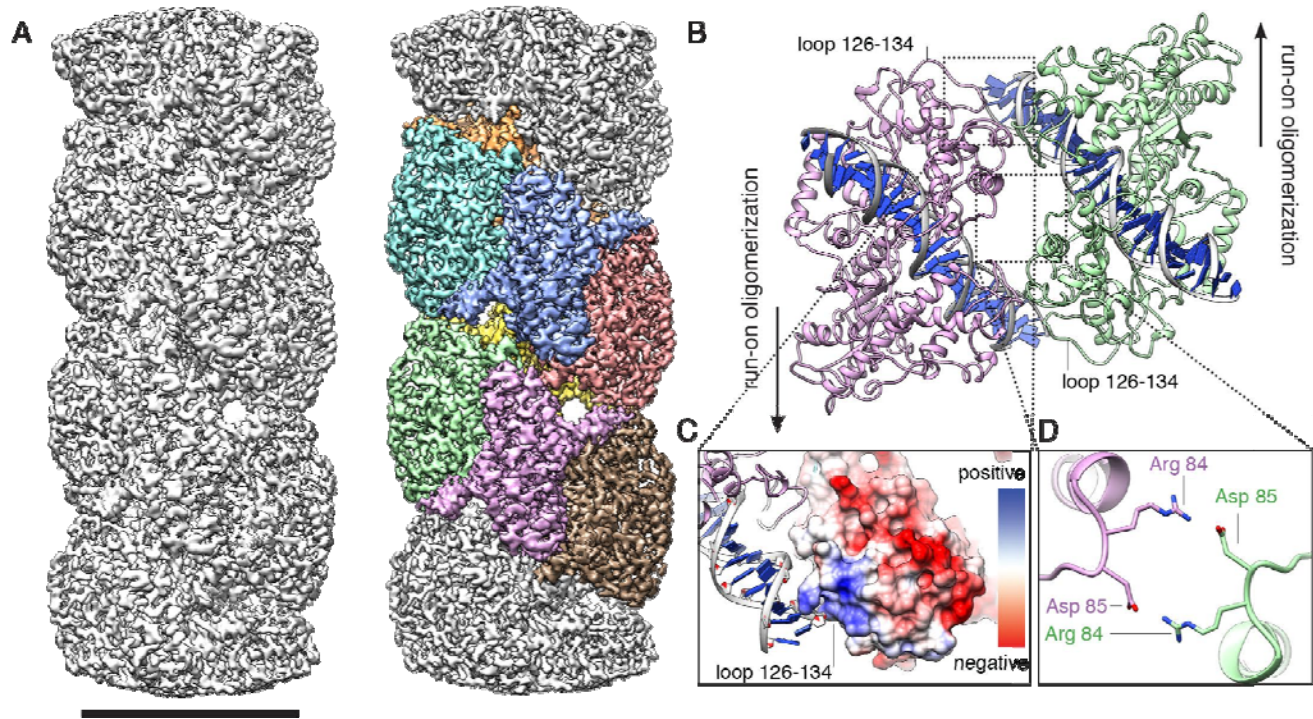 A
B
loop 126-134
run-on oligomerization
run-on oligomerization
loop 126-134
C
positive
negative
loop 126-134
D
Arg 84
Asp 85
Asp 85
Arg 84